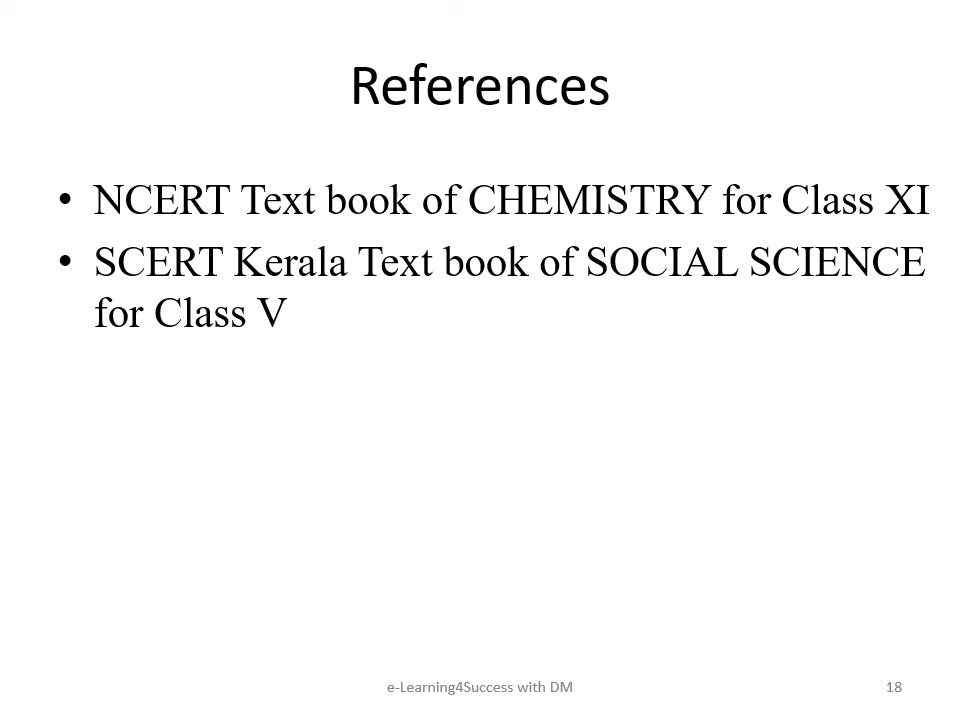 References
• NCERT Text book of CHEMISTRY for Class XI
• SCERT Kerala Text book of SOCIAL SCIENCE
for Class V
e-Learning4Success with DM
18